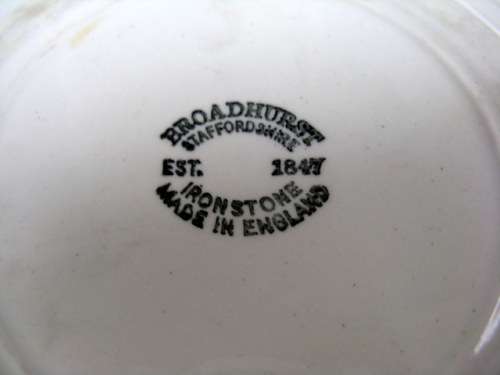 BROADHURST
STAFFORDSHIRE
EST. 1847
IRONSTONE
MADE IN ENGLAND